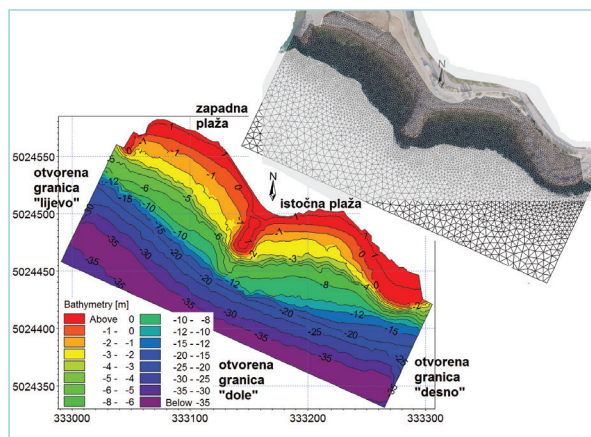 N
zapadna
plaža
N
5024550
otvorena
granica
"lijevo"
istočna plaža
5024500
5024450
Bathymetry [m]
Above 0
-1 - 0
-2 - -1
-3 - -2
-4 - -3
-5 - -4
-6 - -5
-8 - -6
-10 - -8
-12 - -10
-15 - -12
-20 - -15
-25 - -20
-30 - -25
-35 - -30
Below -35
5024400
otvorena
granica
"dole"
otvorena
granica
"desno"
5024350
333000
333100
333200
333300